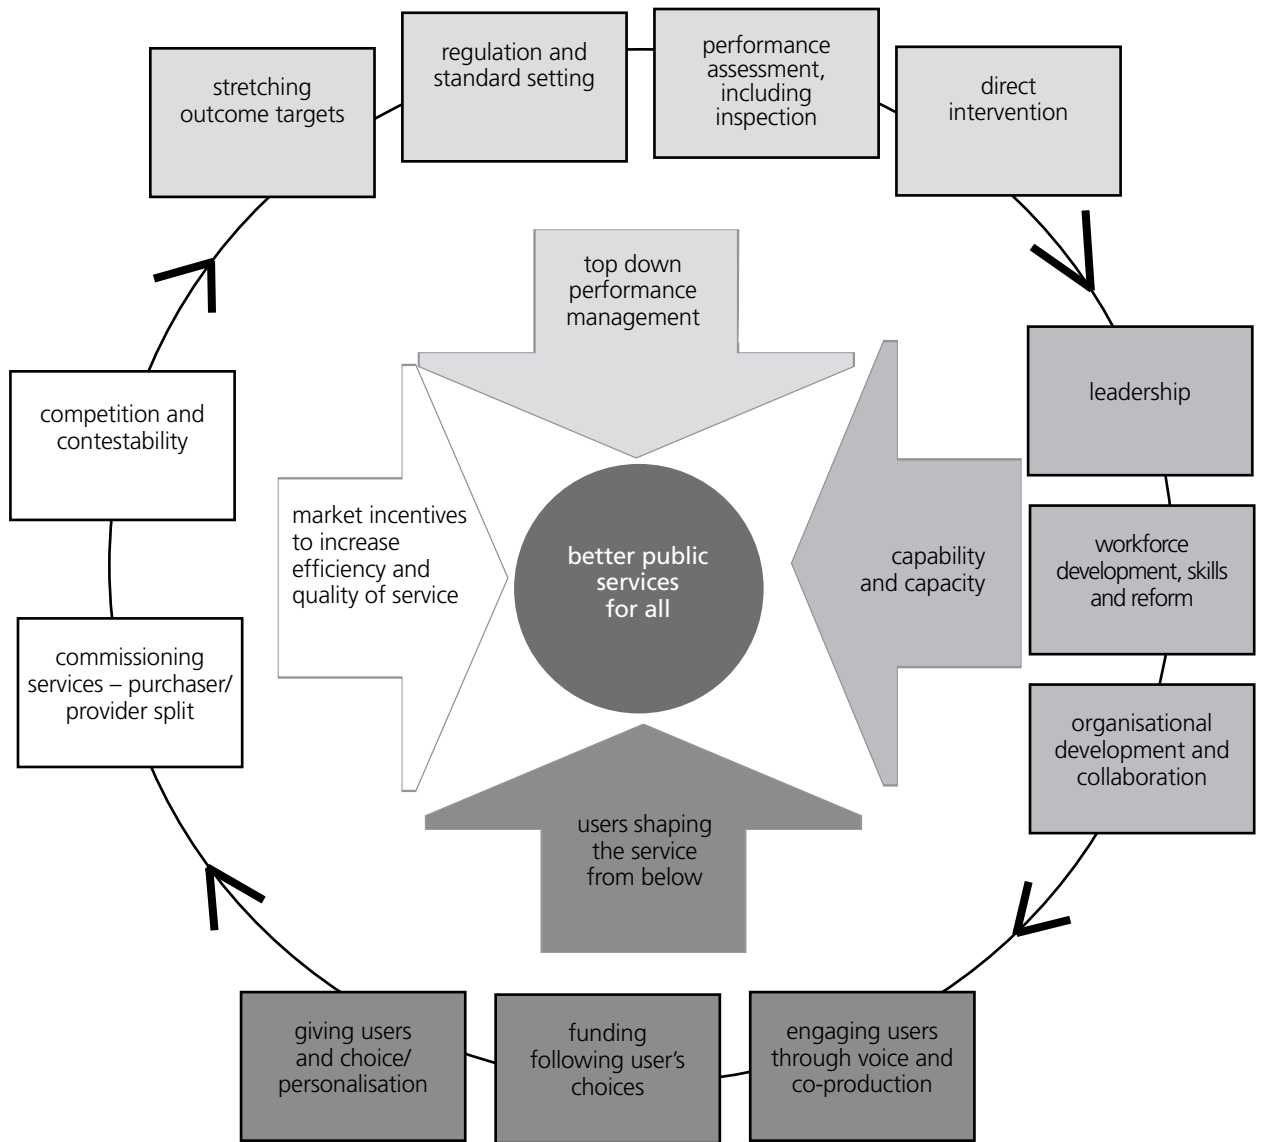 stretching
outcome targets
regulation and
standard setting
performance
assessment,
including
inspection
direct
intervention
top down
performance
management
leadership
competition and
contestability
market incentives
to increase
efficiency and
quality of service
better public
services
for all
capability
and capacity
workforce
development, skills
and reform
commissioning
services – purchaser/
provider split
organisational
development and
collaboration
users shaping
the service
from below
giving users
and choice/
personalisation
funding
following user's
choices
engaging users
through voice and
co-production